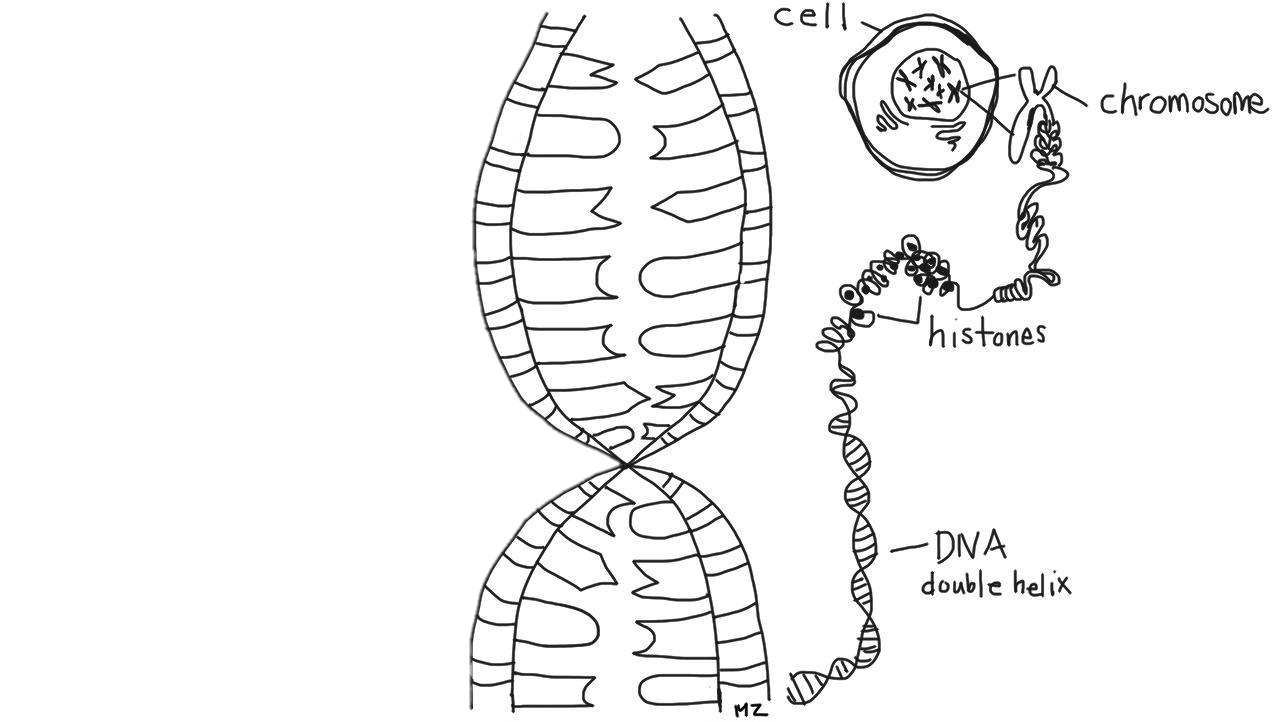 cell
chromosome
histones
DNA
double helix
MZ